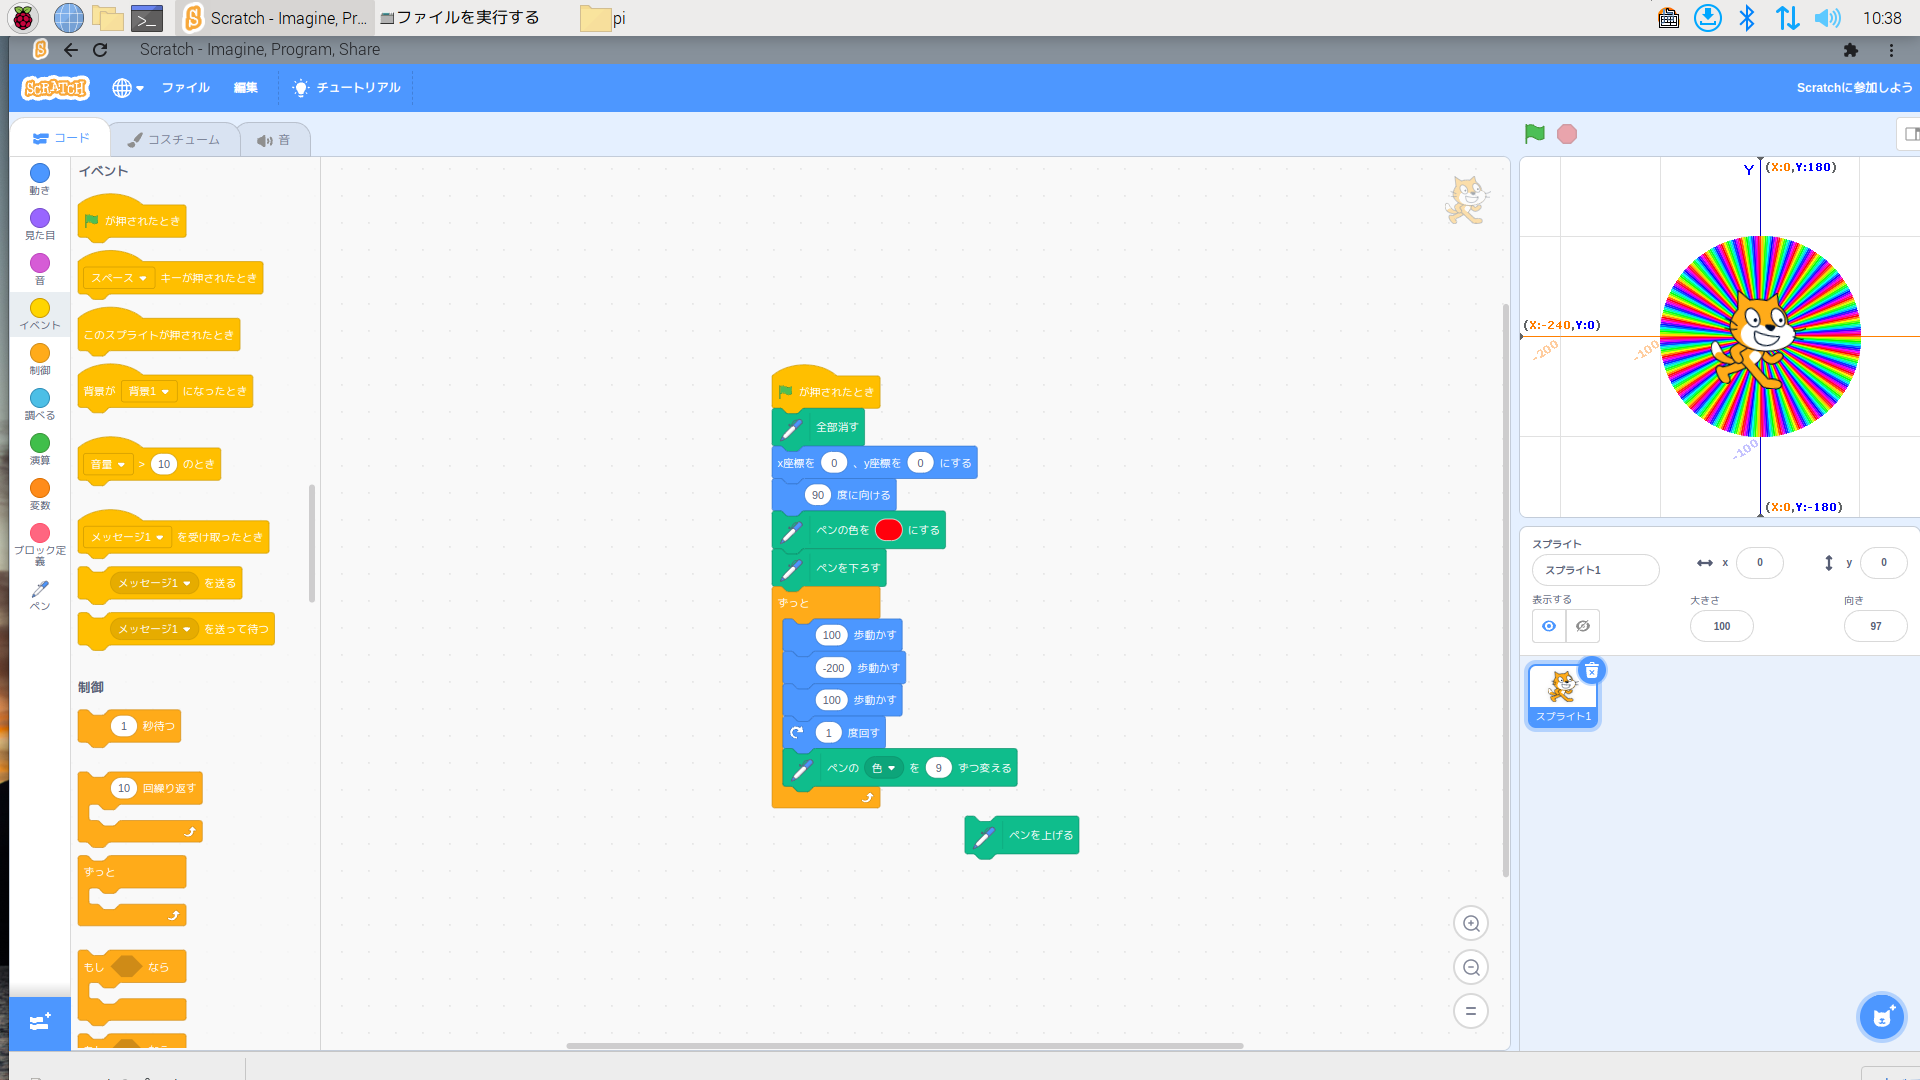 Scratch - Imagine, Pr...
ファイルを実行する
pi
10:38
Scratch - Imagine, Program, Share
SCRATCH
ファイル
編集
チュートリアル
Scratchに参加しよう
コード
コスチューム
音
動き
見た目
音
イベント
制御
調べる
演算
変数
ブロック定義
ペン
イベント
が押されたとき
スペース キーが押されたとき
このスプライトが押されたとき
背景が 背景1 になったとき
音量 > 10 のとき
メッセージ1 を受け取ったとき
メッセージ1 を送る
メッセージ1 を送って待つ
制御
1 秒待つ
10 回繰り返す
ずっと
もし なら
が押されたとき
全部消す
x座標を 0 、y座標を 0 にする
90 度に向ける
ペンの色を にする
ペンを下ろす
ずっと
100 歩動かす
-200 歩動かす
100 歩動かす
1 度回す
ペンの 色 を 9 ずつ変える
ペンを上げる
Y (X:0,Y:180)
(X:-240,Y:0)
-200
-100
-100
(X:0,Y:-180)
スプライト
スプライト1
x 0
y 0
表示する
大きさ
100
向き
97
スプライト1